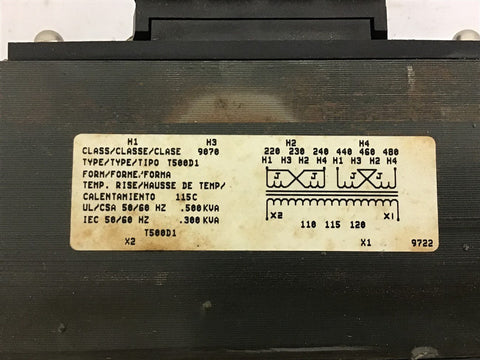 H1 H3 H2 H4
CLASS/CLASSE/CLASE 9070 220 230 240 440 460 480
TYPE/TYPE/TIPO T500D1 H1 H3 H2 H4 H1 H3 H2 H4
FORM/FORME/FORMA J J J J
TEMP. RISE/HAUSSE DE TEMP/
CALENTAMIENTO 115C
UL/CSA 50/60 HZ .500KVA
IEC 50/60 HZ .300KVA X2 X1
T500D1 110 115 120
X2 X1 9722